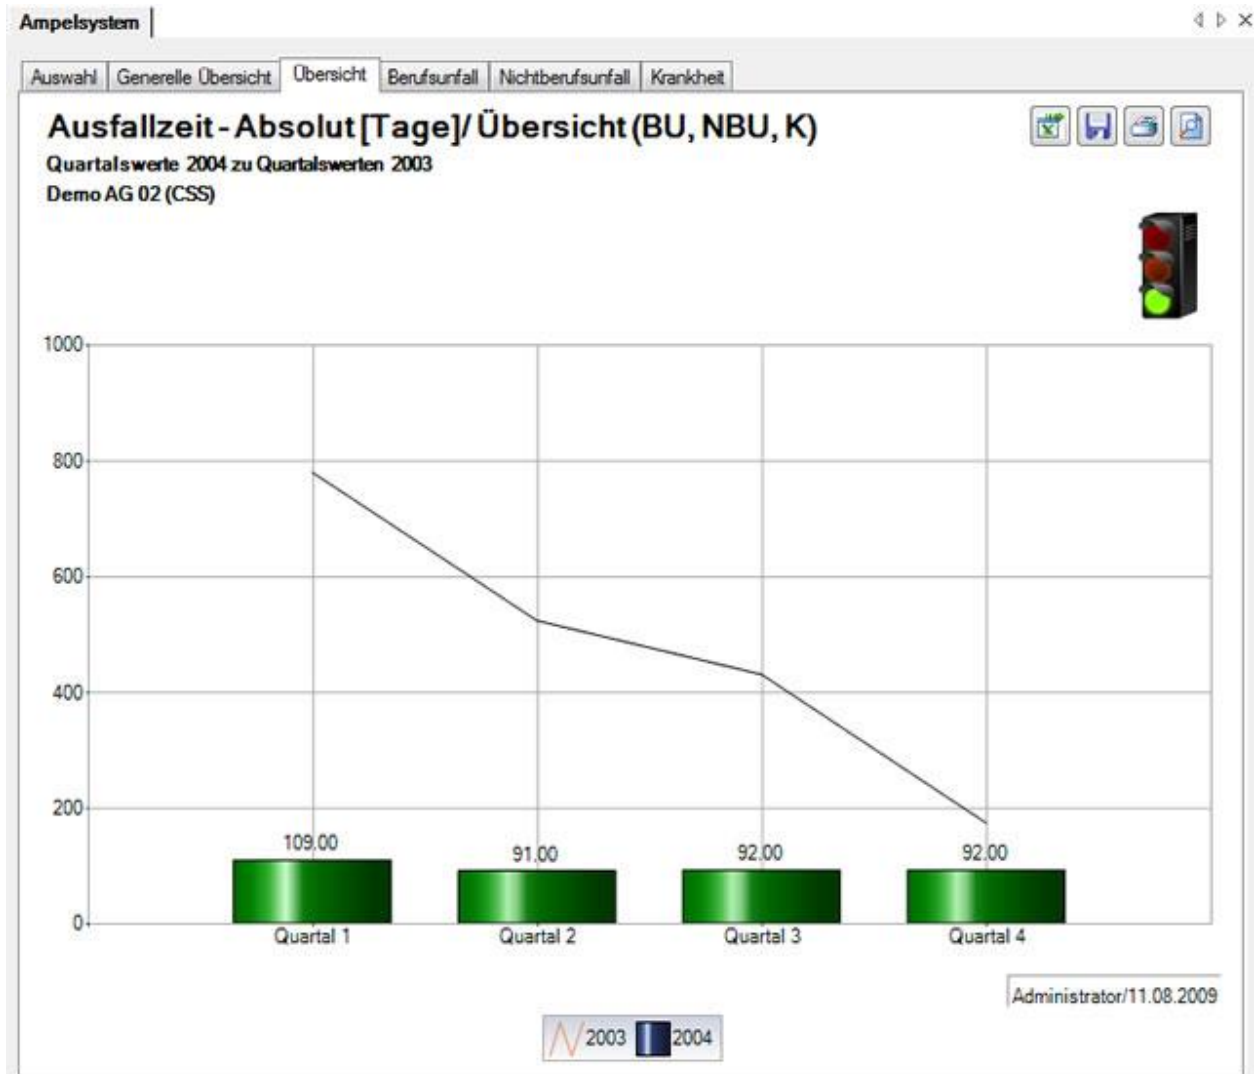 Ampelsystem
Auswahl Generelle Übersicht Übersicht Berufsunfall Nichtberufsunfall Krankheit
Ausfallzeit - Absolut [Tage] / Übersicht (BU, NBU, K)
Quartalswerte 2004 zu Quartalswerten 2003
Demo AG 02 (CSS)
1000
800
600
400
200
0
109.00 91.00 92.00 92.00
Quartal 1 Quartal 2 Quartal 3 Quartal 4
Administrator/11.08.2009
2003 2004